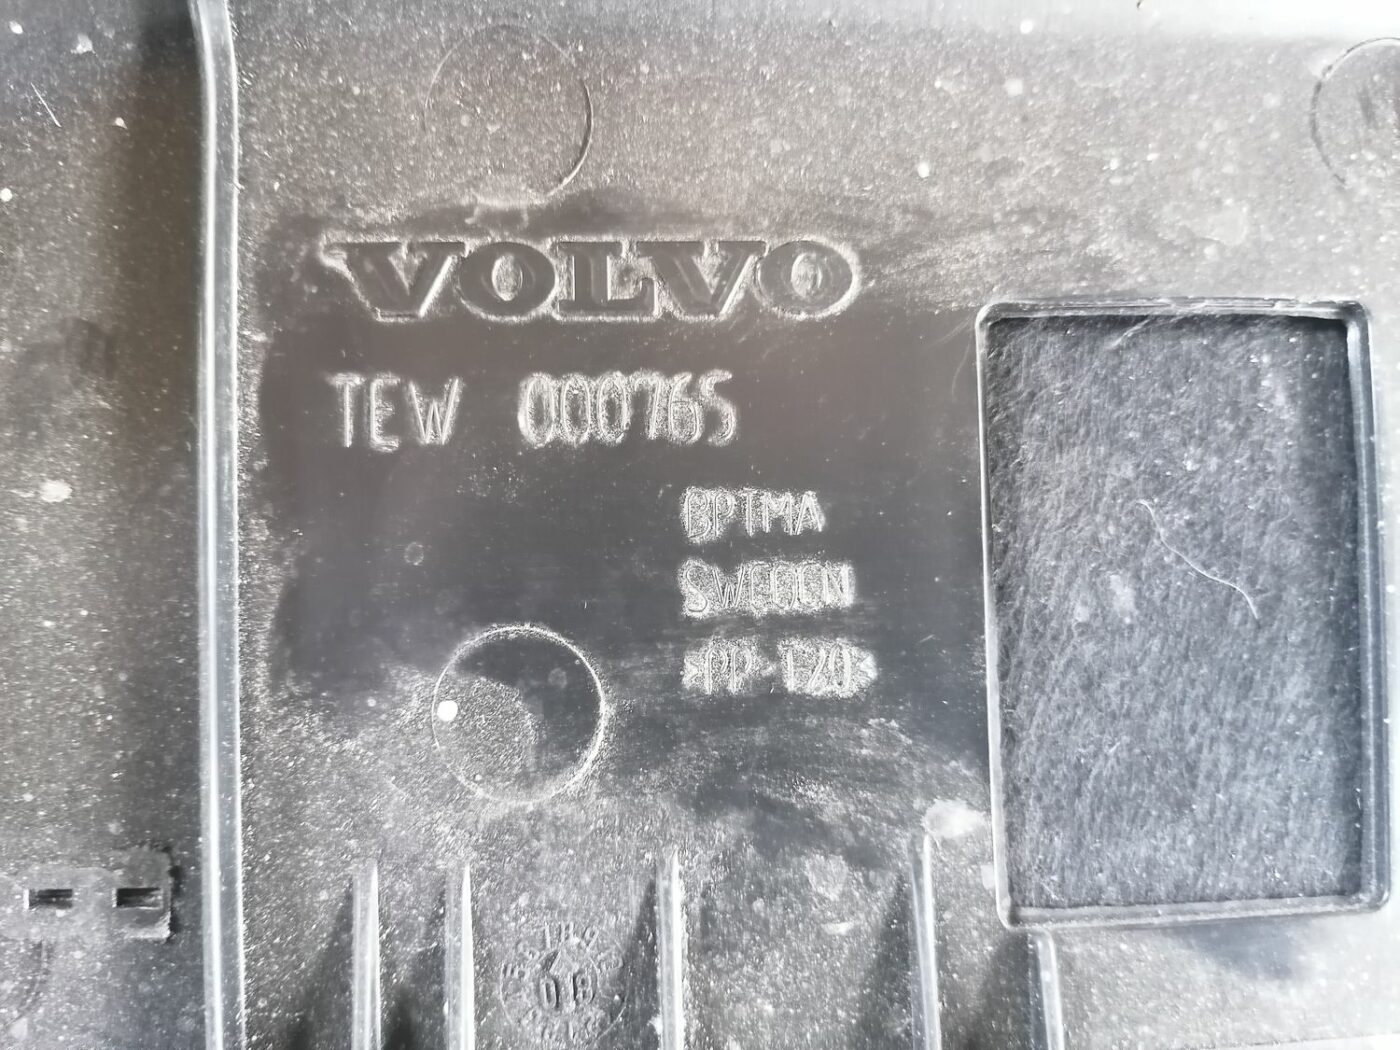 VOLVO
TEW 000765
BPTMA
SWEDEN
>PP-T20<